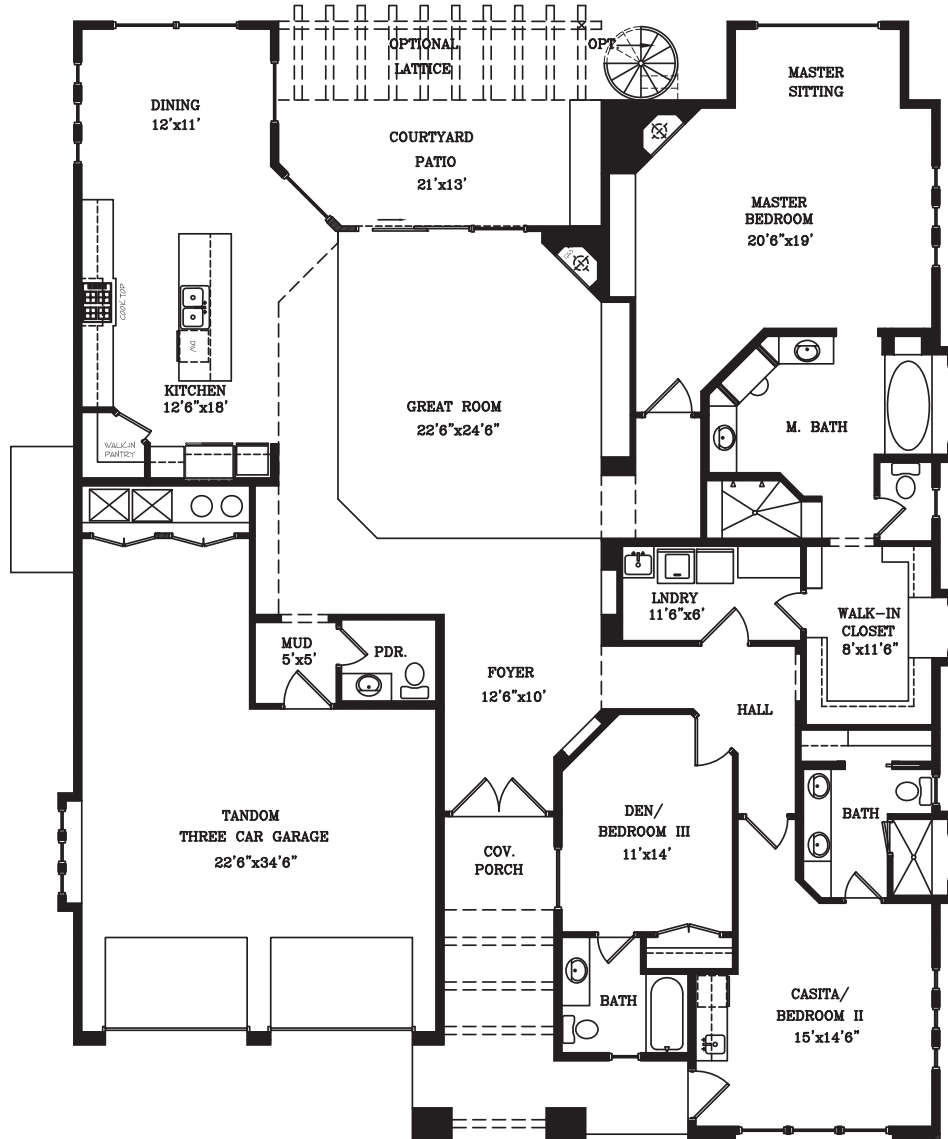 OPTIONAL
LATTICE
OPT.
MASTER
SITTING
DINING
12'x11'
COURTYARD
PATIO
21'x13'
MASTER
BEDROOM
20'6"x19'
COOK TOP
KITCHEN
12'6"x18'
GREAT ROOM
22'6"x24'6"
M. BATH
WALK-IN
PANTRY
LNDRY
11'6"x6'
WALK-IN
CLOSET
8'x11'6"
MUD
5'x5'
PDR.
FOYER
12'6"x10'
HALL
TANDOM
THREE CAR GARAGE
22'6"x34'6"
DEN/
BEDROOM III
11'x14'
BATH
COV.
PORCH
BATH
CASITA/
BEDROOM II
15'x14'6"